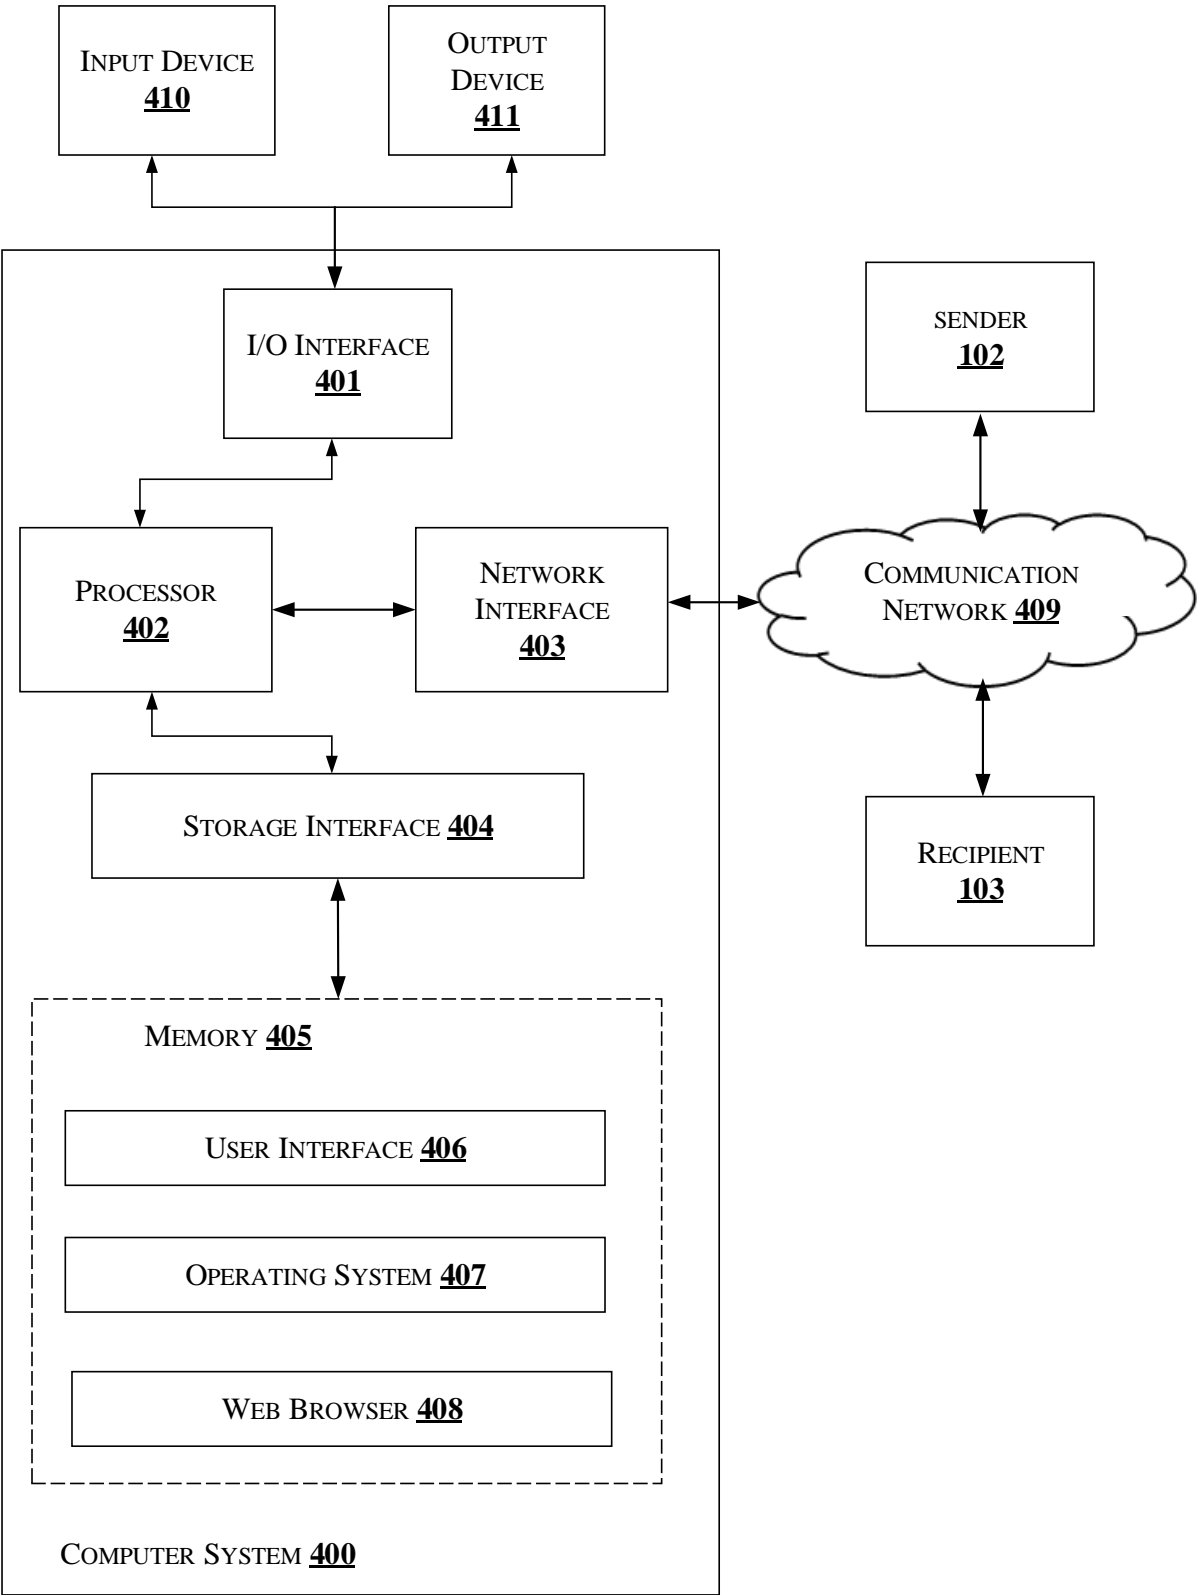 INPUT DEVICE
410
OUTPUT
DEVICE
411
I/O INTERFACE
401
SENDER
102
PROCESSOR
402
NETWORK
INTERFACE
403
COMMUNICATION
NETWORK 409
STORAGE INTERFACE 404
RECIPIENT
103
MEMORY 405
USER INTERFACE 406
OPERATING SYSTEM 407
WEB BROWSER 408
COMPUTER SYSTEM 400